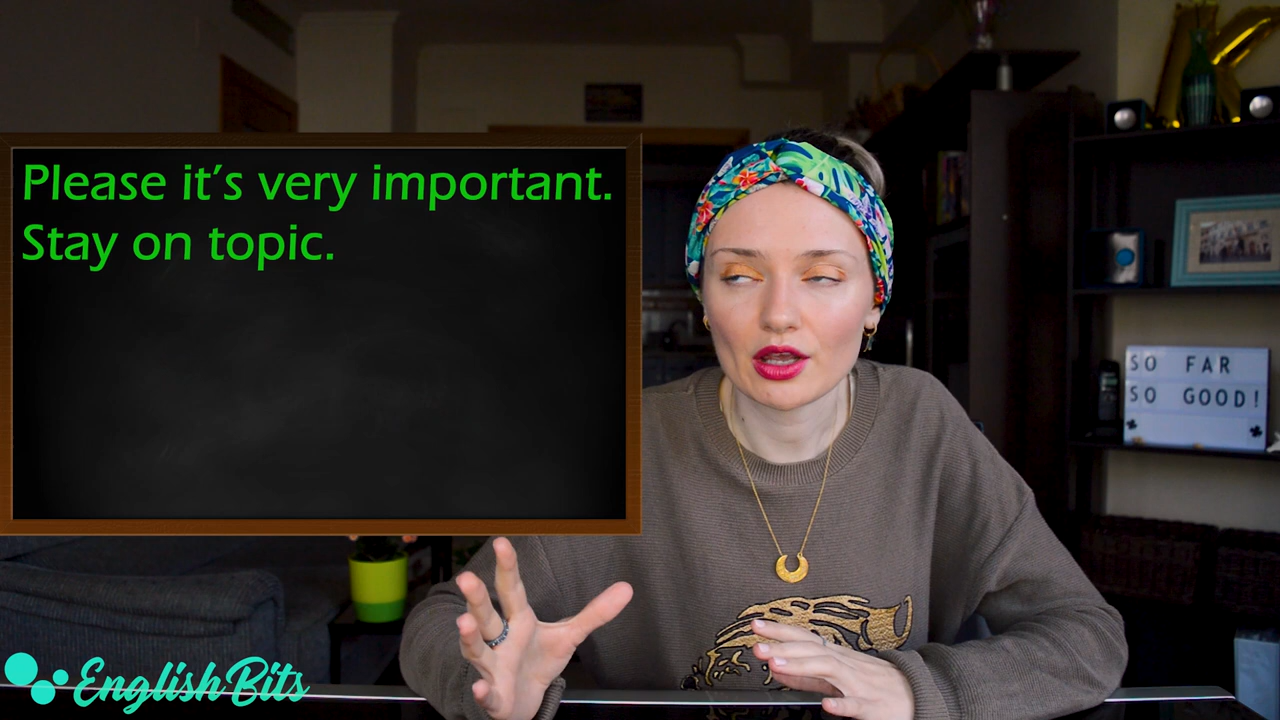 Please it's very important.
Stay on topic.
SO FAR
SO GOOD!
EnglishBits